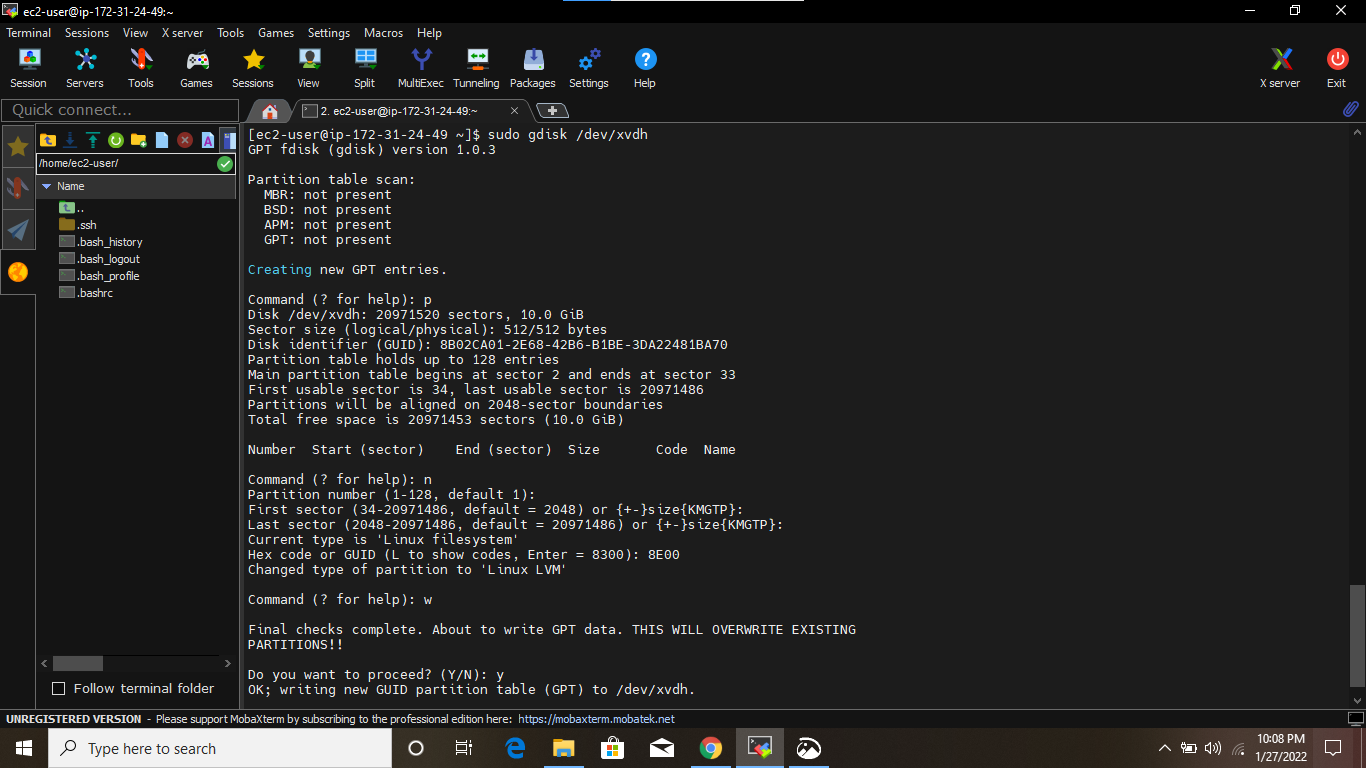 ec2-user@ip-172-31-24-49:~
Terminal Sessions View X server Tools Games Settings Macros Help
Session Servers Tools Games Sessions View Split MultiExec Tunneling Packages Settings Help X server Exit
Quick connect...
2. ec2-user@ip-172-31-24-49:~
/home/ec2-user/
Name
..
.ssh
.bash_history
.bash_logout
.bash_profile
.bashrc
Follow terminal folder
[ec2-user@ip-172-31-24-49 ~]$ sudo gdisk /dev/xvdh
GPT fdisk (gdisk) version 1.0.3
Partition table scan:
MBR: not present
BSD: not present
APM: not present
GPT: not present
Creating new GPT entries.
Command (? for help): p
Disk /dev/xvdh: 20971520 sectors, 10.0 GiB
Sector size (logical/physical): 512/512 bytes
Disk identifier (GUID): 8B02CA01-2E68-42B6-B1BE-3DA22481BA70
Partition table holds up to 128 entries
Main partition table begins at sector 2 and ends at sector 33
First usable sector is 34, last usable sector is 20971486
Partitions will be aligned on 2048-sector boundaries
Total free space is 20971453 sectors (10.0 GiB)
Number Start (sector) End (sector) Size Code Name
Command (? for help): n
Partition number (1-128, default 1):
First sector (34-20971486, default = 2048) or {+-}size{KMGTP}:
Last sector (2048-20971486, default = 20971486) or {+-}size{KMGTP}:
Current type is 'Linux filesystem'
Hex code or GUID (L to show codes, Enter = 8300): 8E00
Changed type of partition to 'Linux LVM'
Command (? for help): w
Final checks complete. About to write GPT data. THIS WILL OVERWRITE EXISTING
PARTITIONS!!
Do you want to proceed? (Y/N): y
OK; writing new GUID partition table (GPT) to /dev/xvdh.
UNREGISTERED VERSION - Please support MobaXterm by subscribing to the professional edition here: https://mobaxterm.mobatek.net
Type here to search
10:08 PM
1/27/2022